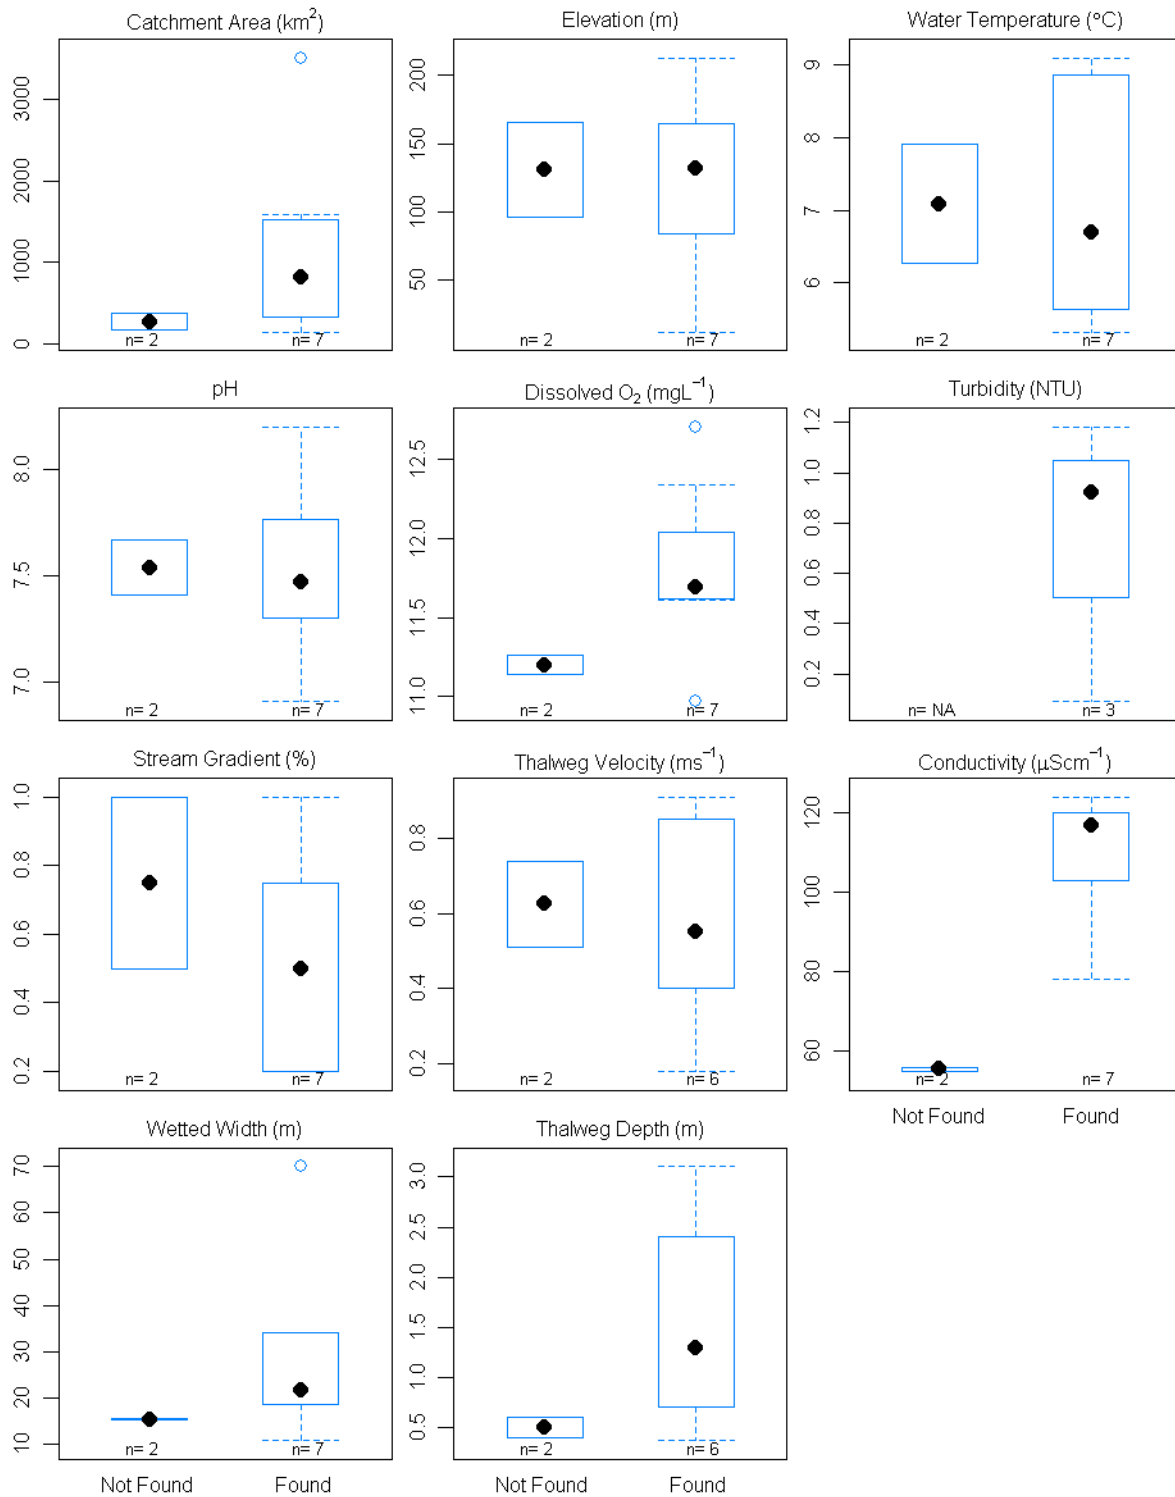 Catchment Area (km²)
3000
2000
1000
0
n= 2
n= 7
Elevation (m)
200
150
100
50
n= 2
n= 7
Water Temperature (°C)
9
8
7
6
n= 2
n= 7
pH
8.0
7.5
7.0
n= 2
n= 7
Dissolved O₂ (mgL⁻¹)
12.5
12.0
11.5
11.0
n= 2
n= 7
Turbidity (NTU)
1.2
1.0
0.8
0.6
0.4
0.2
n= NA
n= 3
Stream Gradient (%)
1.0
0.8
0.6
0.4
0.2
n= 2
n= 7
Thalweg Velocity (ms⁻¹)
0.8
0.6
0.4
0.2
n= 2
n= 6
Conductivity (μScm⁻¹)
120
100
80
60
n= 2
n= 7
Not Found
Found
Wetted Width (m)
70
60
50
40
30
20
10
n= 2
n= 7
Not Found
Found
Thalweg Depth (m)
3.0
2.5
2.0
1.5
1.0
0.5
n= 2
n= 6
Not Found
Found